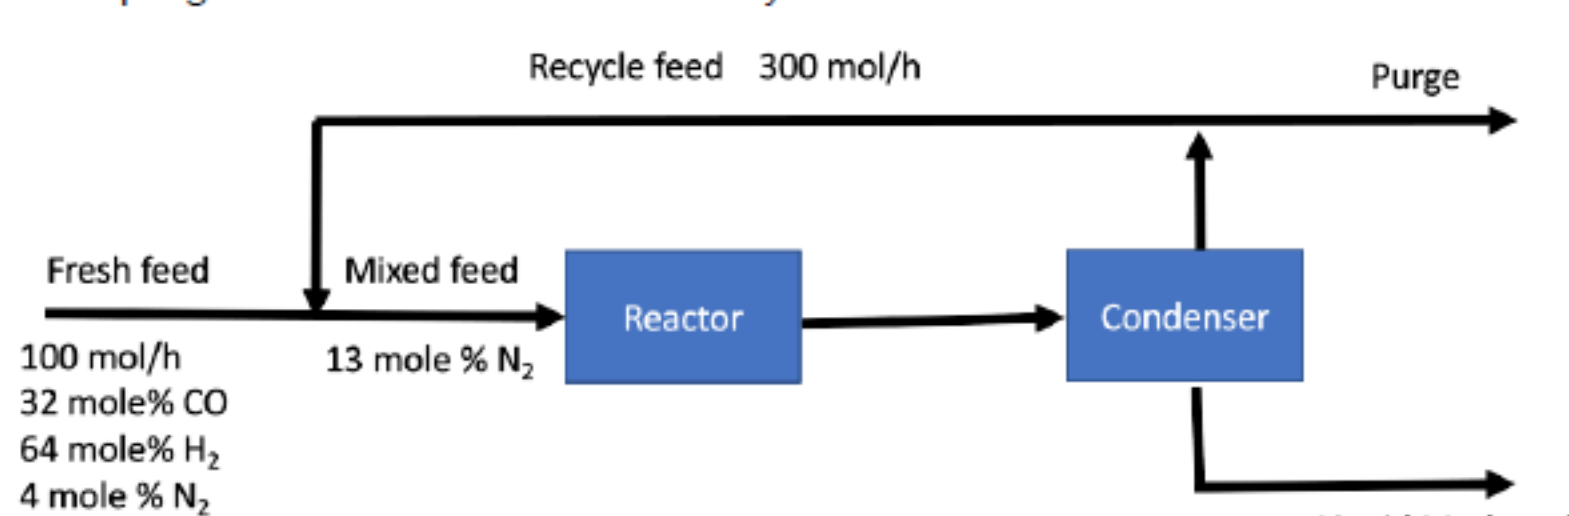 Recycle feed 300 mol/h
Purge
Fresh feed
Mixed feed
Reactor
Condenser
100 mol/h
13 mole % N₂
32 mole% CO
64 mole% H₂
4 mole % N₂